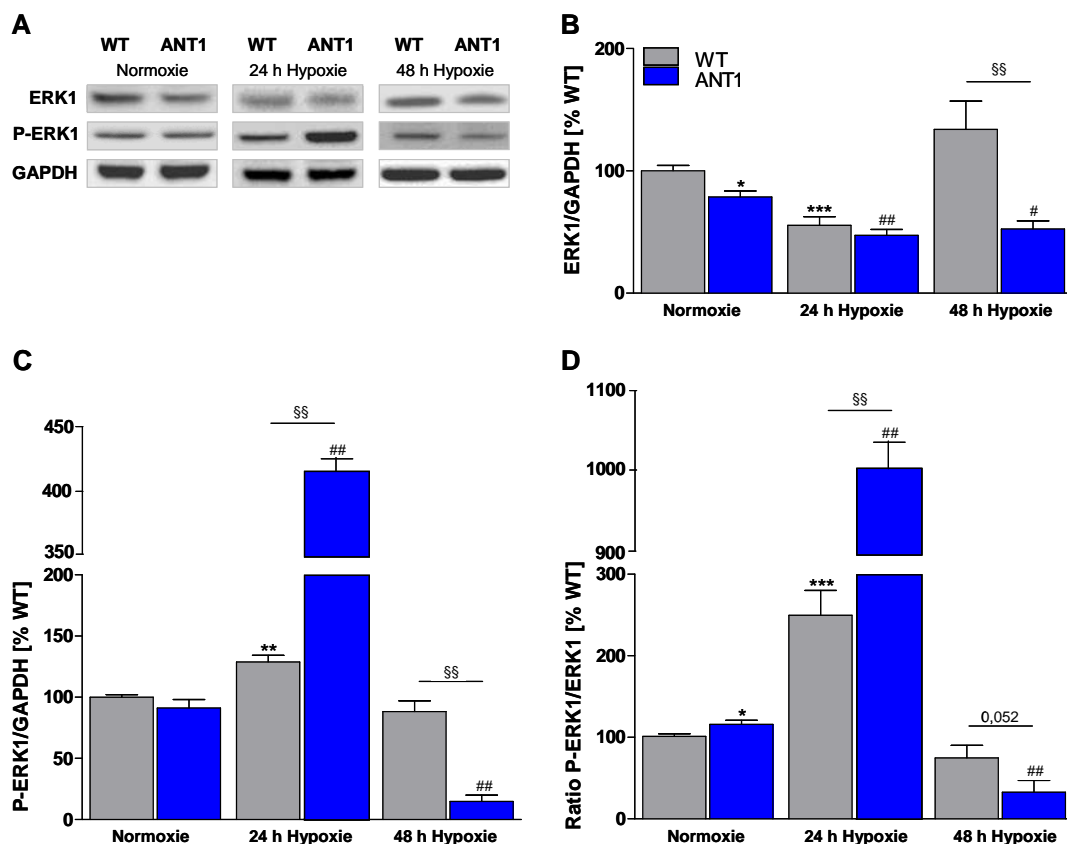 A
WT ANT1 WT ANT1 WT ANT1
Normoxie 24 h Hypoxie 48 h Hypoxie
ERK1
P-ERK1
GAPDH
B
ERK1/GAPDH [% WT]
200
100
0
WT
ANT1
*
***
##
§§
#
Normoxie 24 h Hypoxie 48 h Hypoxie
C
P-ERK1/GAPDH [% WT]
450
400
350
200
150
100
50
0
§§
##
**
§§
##
Normoxie 24 h Hypoxie 48 h Hypoxie
D
Ratio P-ERK1/ERK1 [% WT]
1100
1000
900
300
200
100
0
§§
##
***
*
0,052
##
Normoxie 24 h Hypoxie 48 h Hypoxie